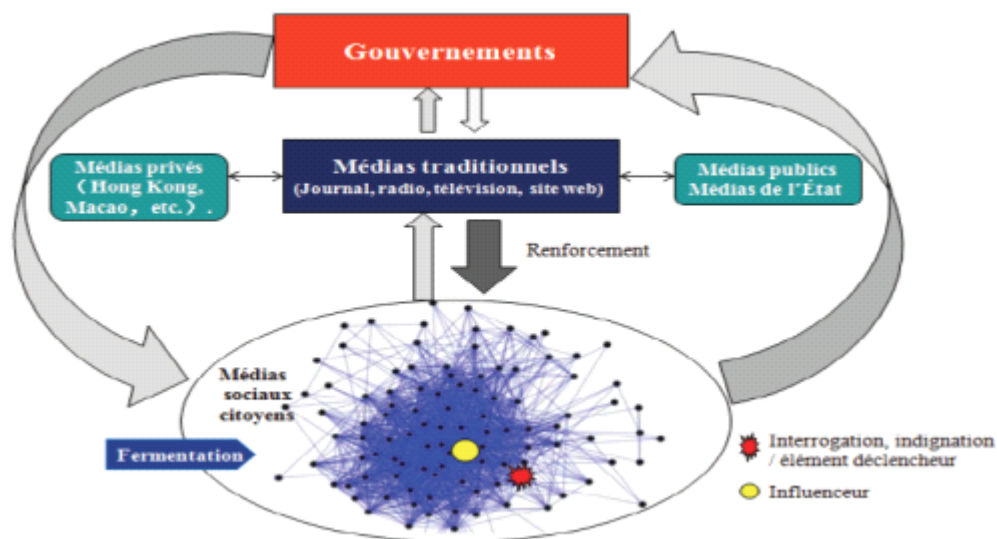 Gouvernements
Médias privés
（Hong Kong,
Macao, etc.）.
Médias traditionnels
(Journal, radio, télévision, site web)
Médias publics
Médias de l'État
Renforcement
Médias
sociaux
citoyens
Fermentation
Interrogation, indignation
/ élément déclencheur
Influenceur